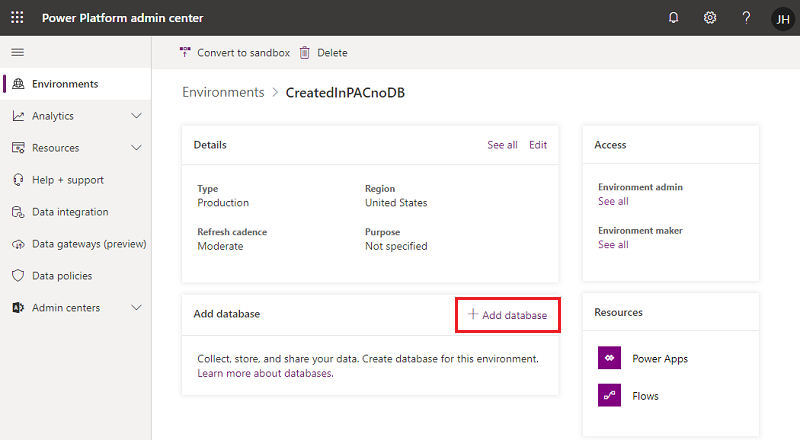 Power Platform admin center
?
JH
Convert to sandbox
Delete
Environments
Analytics
Resources
Help + support
Data integration
Data gateways (preview)
Data policies
Admin centers
Environments > CreatedInPACnoDB
Details
See all
Edit
Type
Production
Region
United States
Refresh cadence
Moderate
Purpose
Not specified
Access
Environment admin
See all
Environment maker
See all
Add database
+ Add database
Collect, store, and share your data. Create database for this environment.
Learn more about databases.
Resources
Power Apps
Flows